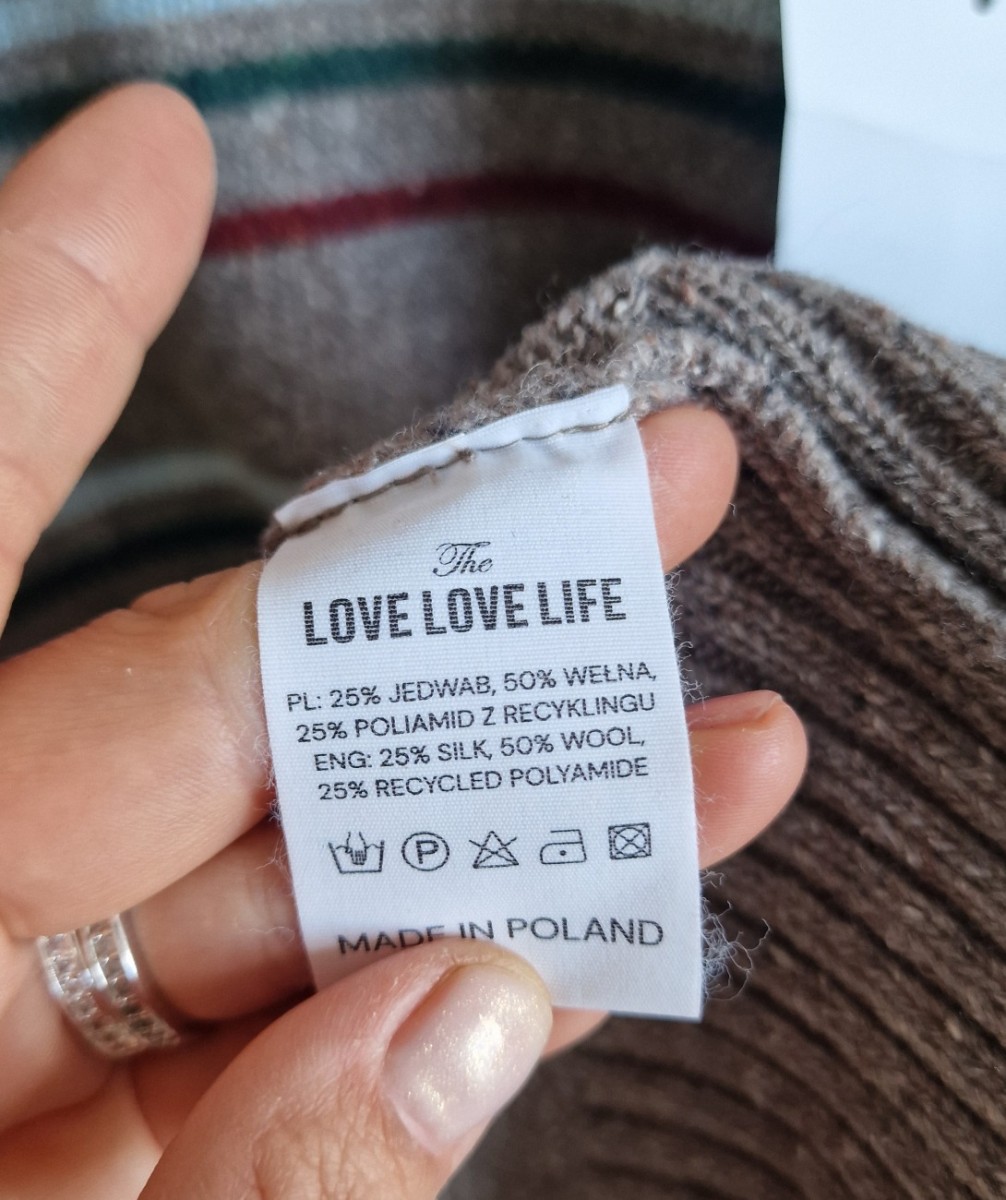 The
LOVE LOVE LIFE
PL: 25% JEDWAB, 50% WEŁNA,
25% POLIAMID Z RECYKLINGU
ENG: 25% SILK, 50% WOOL,
25% RECYCLED POLYAMIDE
P
MADE IN POLAND